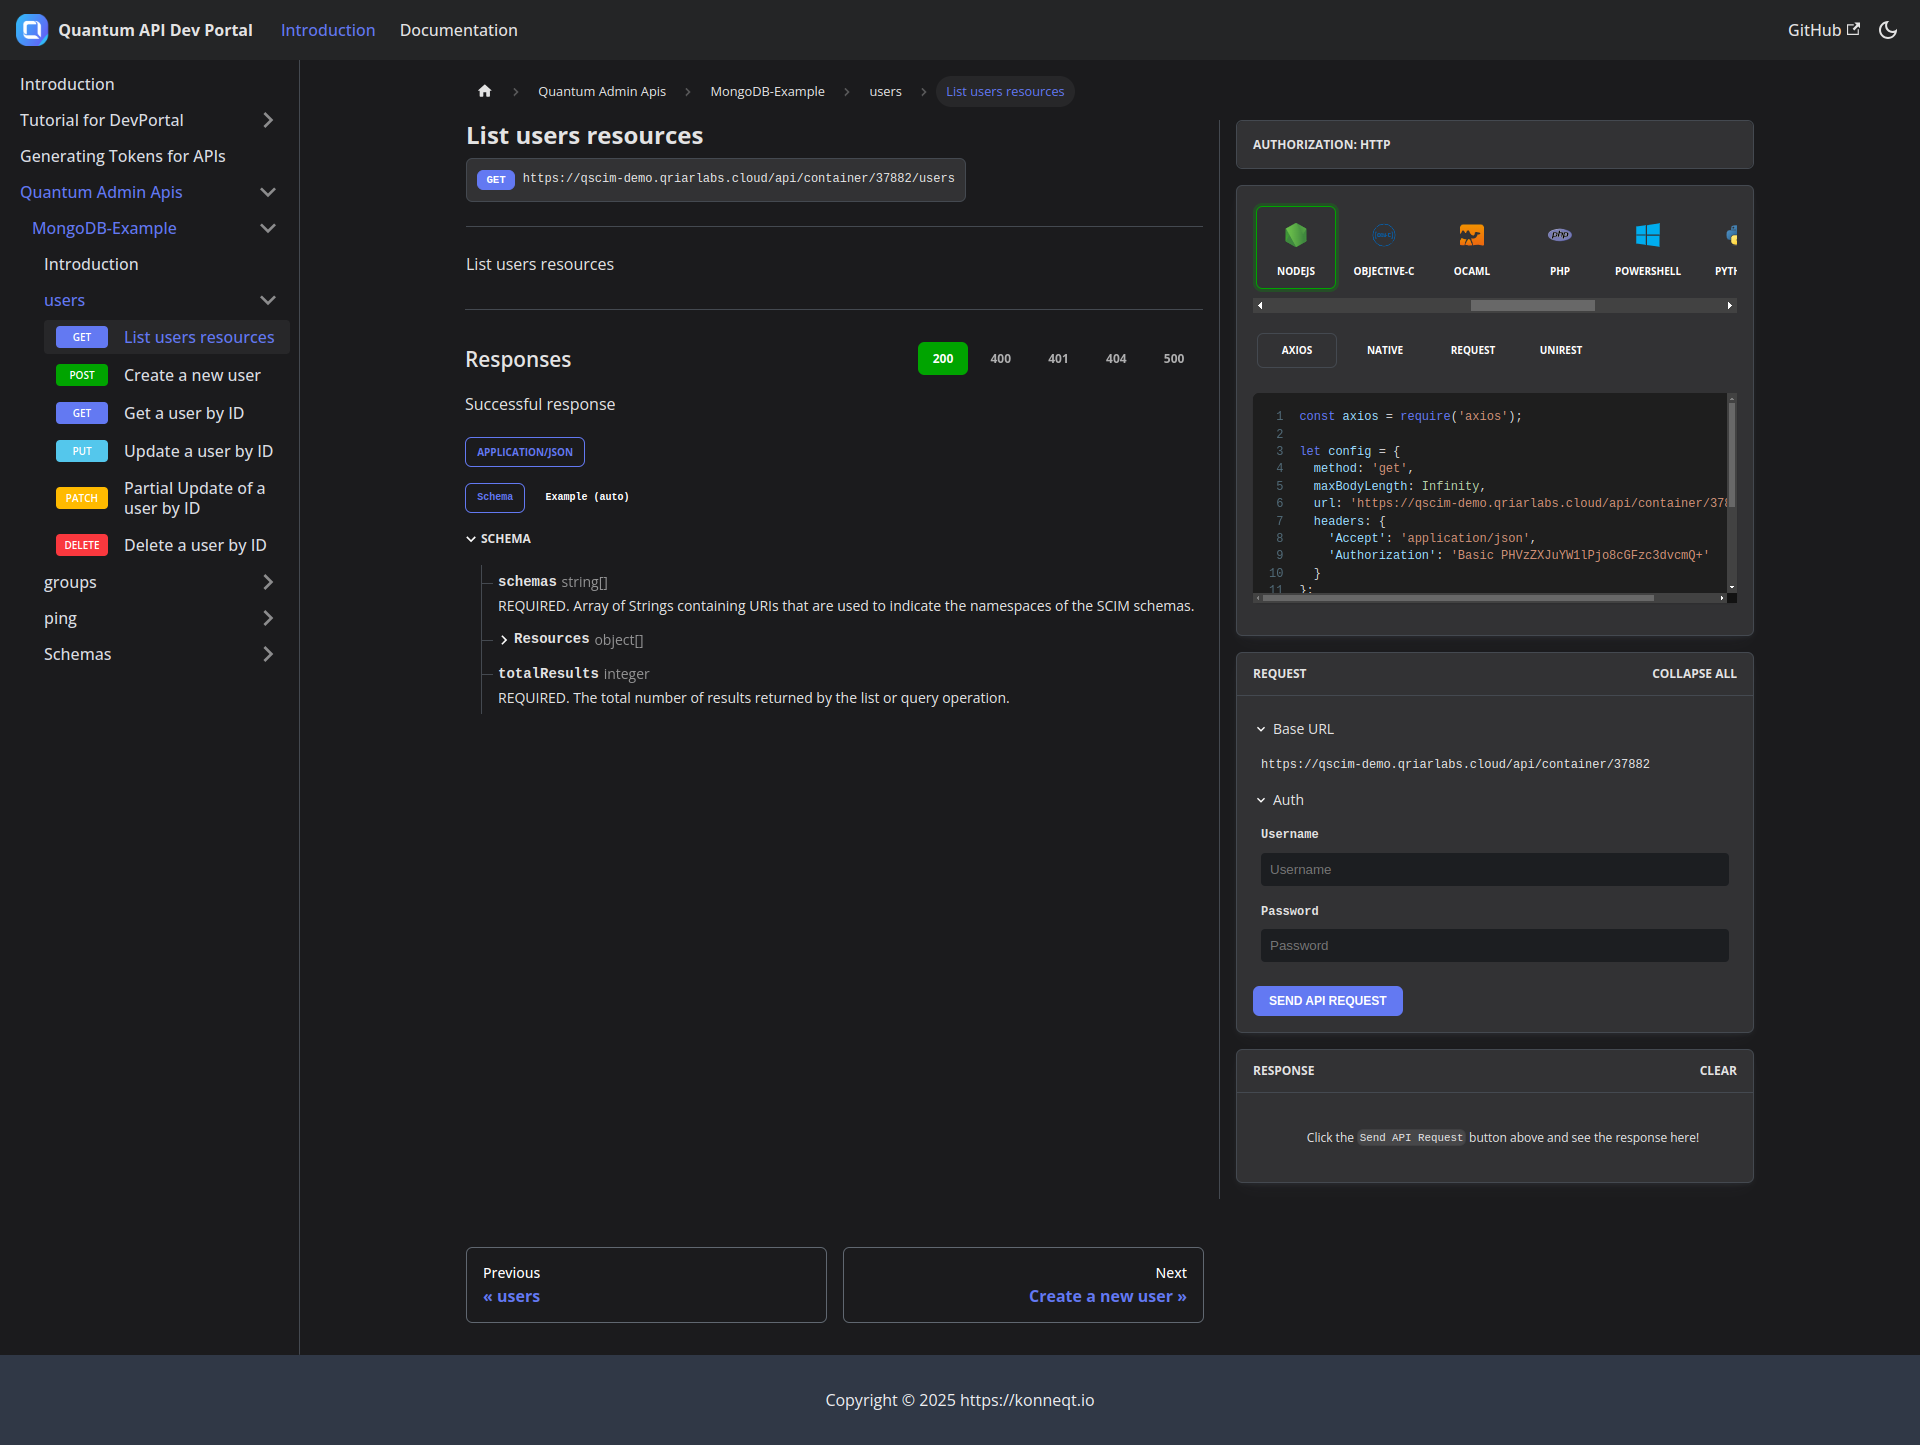 Quantum API Dev Portal
Introduction
Documentation
GitHub
Introduction
Tutorial for DevPortal
Generating Tokens for APIs
Quantum Admin Apis
MongoDB-Example
Introduction
users
GET List users resources
POST Create a new user
GET Get a user by ID
PUT Update a user by ID
PATCH Partial Update of a
user by ID
DELETE Delete a user by ID
groups
ping
Schemas
Quantum Admin Apis
MongoDB-Example
users
List users resources
List users resources
GET https://qscim-demo.qriarlabs.cloud/api/container/37882/users
List users resources
Responses
200 400 401 404 500
Successful response
APPLICATION/JSON
Schema Example (auto)
SCHEMA
schemas string[]
REQUIRED. Array of Strings containing URIs that are used to indicate the namespaces of the SCIM schemas.
Resources object[]
totalResults integer
REQUIRED. The total number of results returned by the list or query operation.
Previous
« users
Next
Create a new user »
AUTHORIZATION: HTTP
NODEJS OBJECTIVE-C OCAML PHP POWERSHELL PYTH
php
AXIOS NATIVE REQUEST UNIREST
1 const axios = require('axios');
2
3 let config = {
4 method: 'get',
5 maxBodyLength: Infinity,
6 url: 'https://qscim-demo.qriarlabs.cloud/api/container/378
7 headers: {
8 'Accept': 'application/json',
9 'Authorization': 'Basic PHVzZXJuYW1lPjo8cGFzc3dvcmQ+'
10 }
11 };
REQUEST COLLAPSE ALL
Base URL
https://qscim-demo.qriarlabs.cloud/api/container/37882
Auth
Username
Username
Password
Password
SEND API REQUEST
RESPONSE CLEAR
Click the Send API Request button above and see the response here!
Copyright © 2025 https://konneqt.io